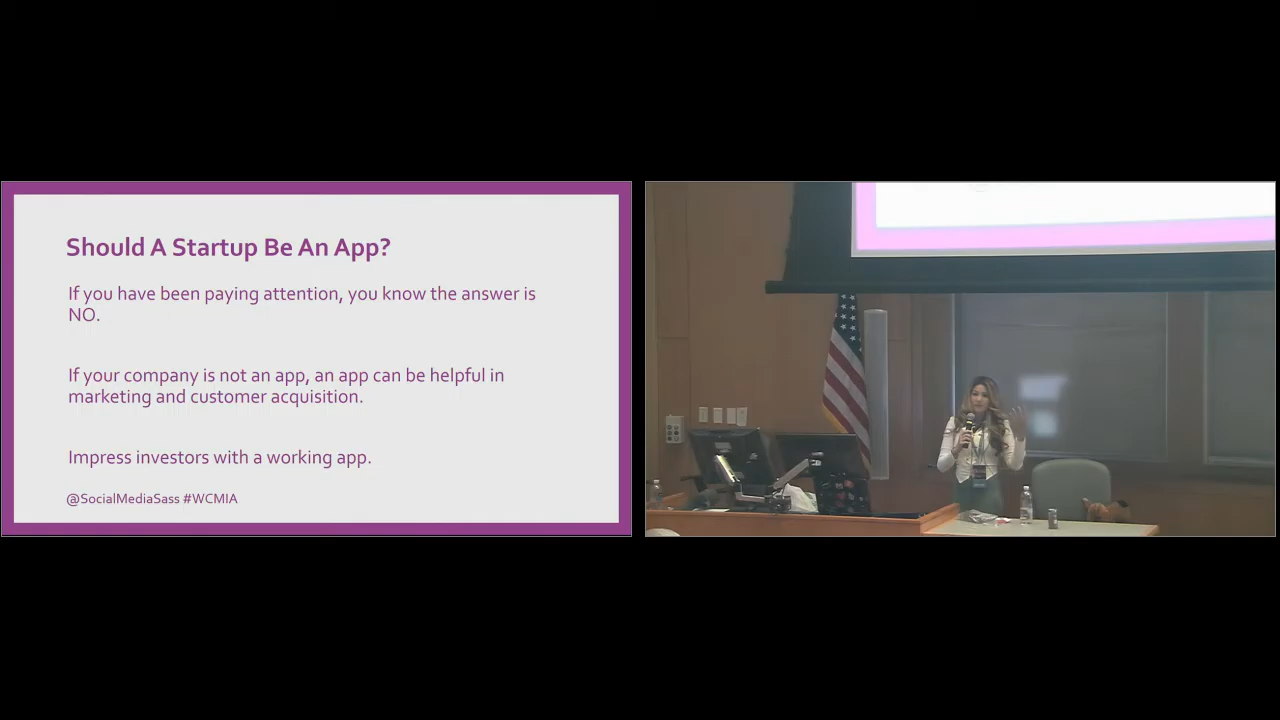 Should A Startup Be An App?
If you have been paying attention, you know the answer is
NO.
If your company is not an app, an app can be helpful in
marketing and customer acquisition.
Impress investors with a working app.
@SocialMediaSass #WCMIA